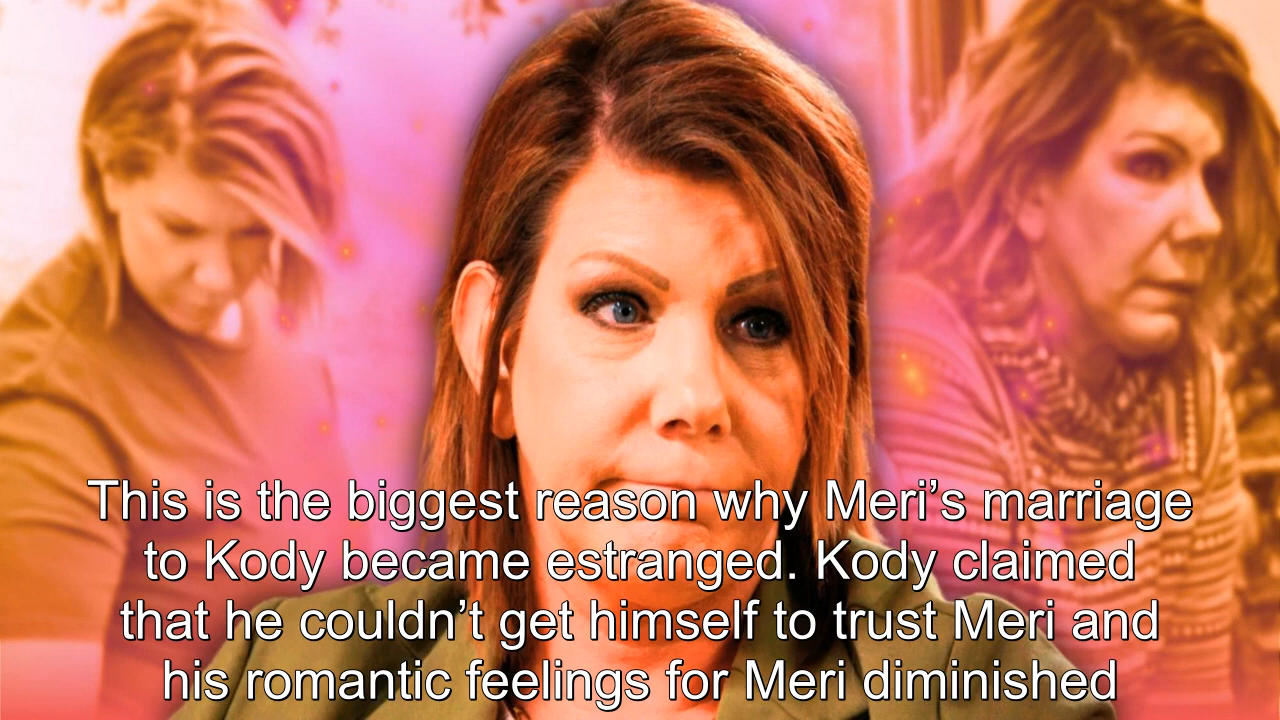 This is the biggest reason why Meri’s marriage
to Kody became estranged. Kody claimed
that he couldn’t get himself to trust Meri and
his romantic feelings for Meri diminished